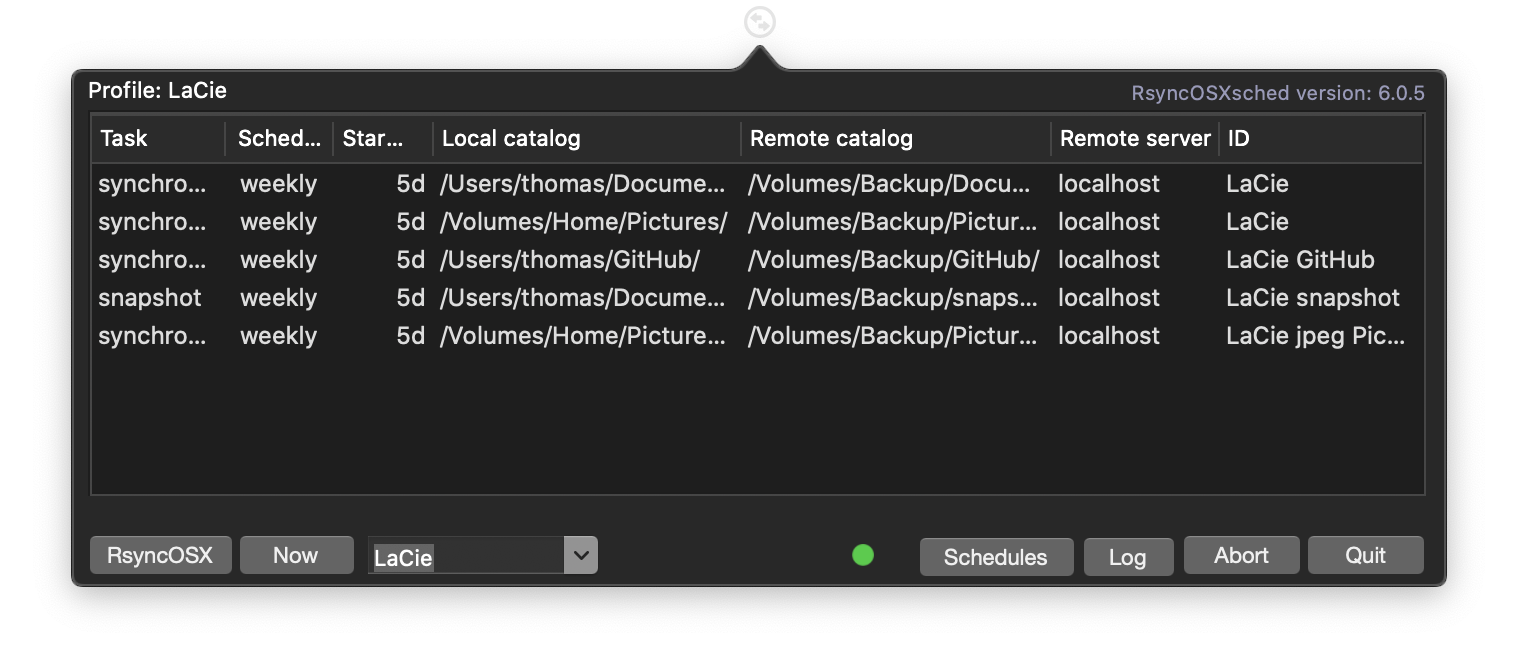 Profile: LaCie
RsyncOSXsched version: 6.0.5
Task Sched... Star... Local catalog Remote catalog Remote server ID
synchro... weekly 5d /Users/thomas/Docume... /Volumes/Backup/Docu... localhost LaCie
synchro... weekly 5d /Volumes/Home/Pictures/ /Volumes/Backup/Pictur... localhost LaCie
synchro... weekly 5d /Users/thomas/GitHub/ /Volumes/Backup/GitHub/ localhost LaCie GitHub
snapshot weekly 5d /Users/thomas/Docume... /Volumes/Backup/snaps... localhost LaCie snapshot
synchro... weekly 5d /Volumes/Home/Picture... /Volumes/Backup/Pictur... localhost LaCie jpeg Pic...
RsyncOSX Now LaCie Schedules Log Abort Quit